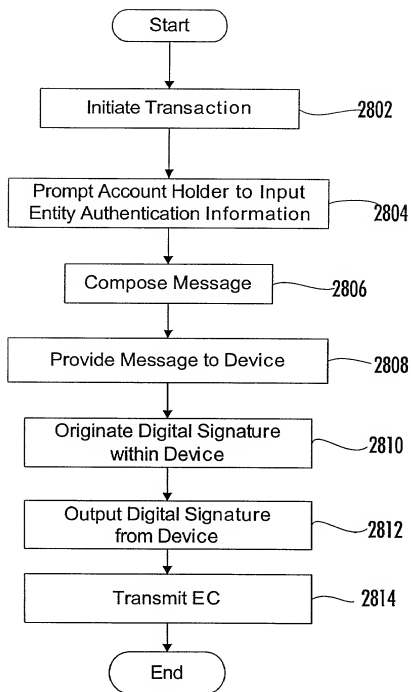 Start
Initiate Transaction
2802
Prompt Account Holder to Input
Entity Authentication Information
2804
Compose Message
2806
Provide Message to Device
2808
Originate Digital Signature
within Device
2810
Output Digital Signature
from Device
2812
Transmit EC
2814
End